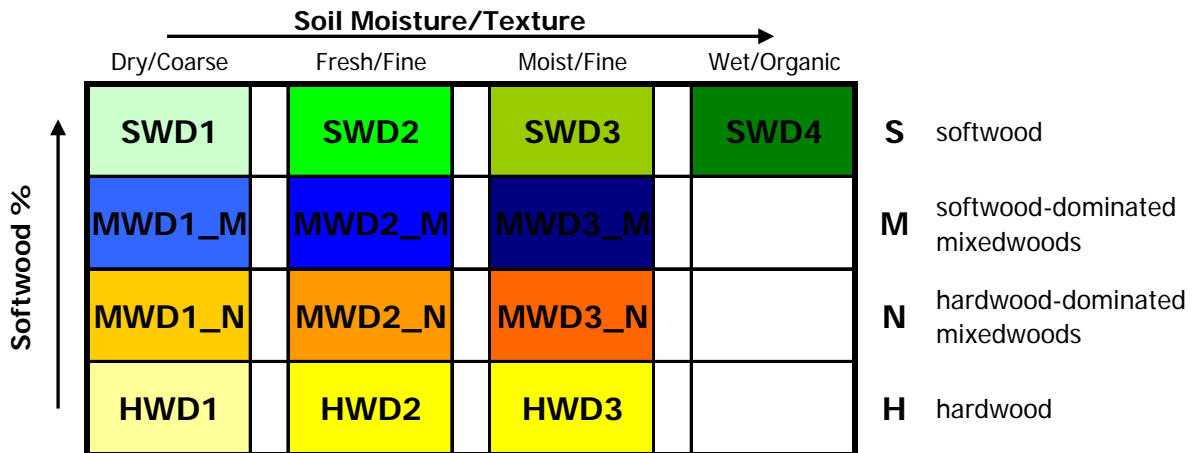 Soil Moisture/Texture
Dry/Coarse Fresh/Fine Moist/Fine Wet/Organic
Softwood %
SWD1 SWD2 SWD3 SWD4 S softwood
MWD1_M MWD2_M MWD3_M M softwood-dominated
mixedwoods
MWD1_N MWD2_N MWD3_N N hardwood-dominated
mixedwoods
HWD1 HWD2 HWD3 H hardwood